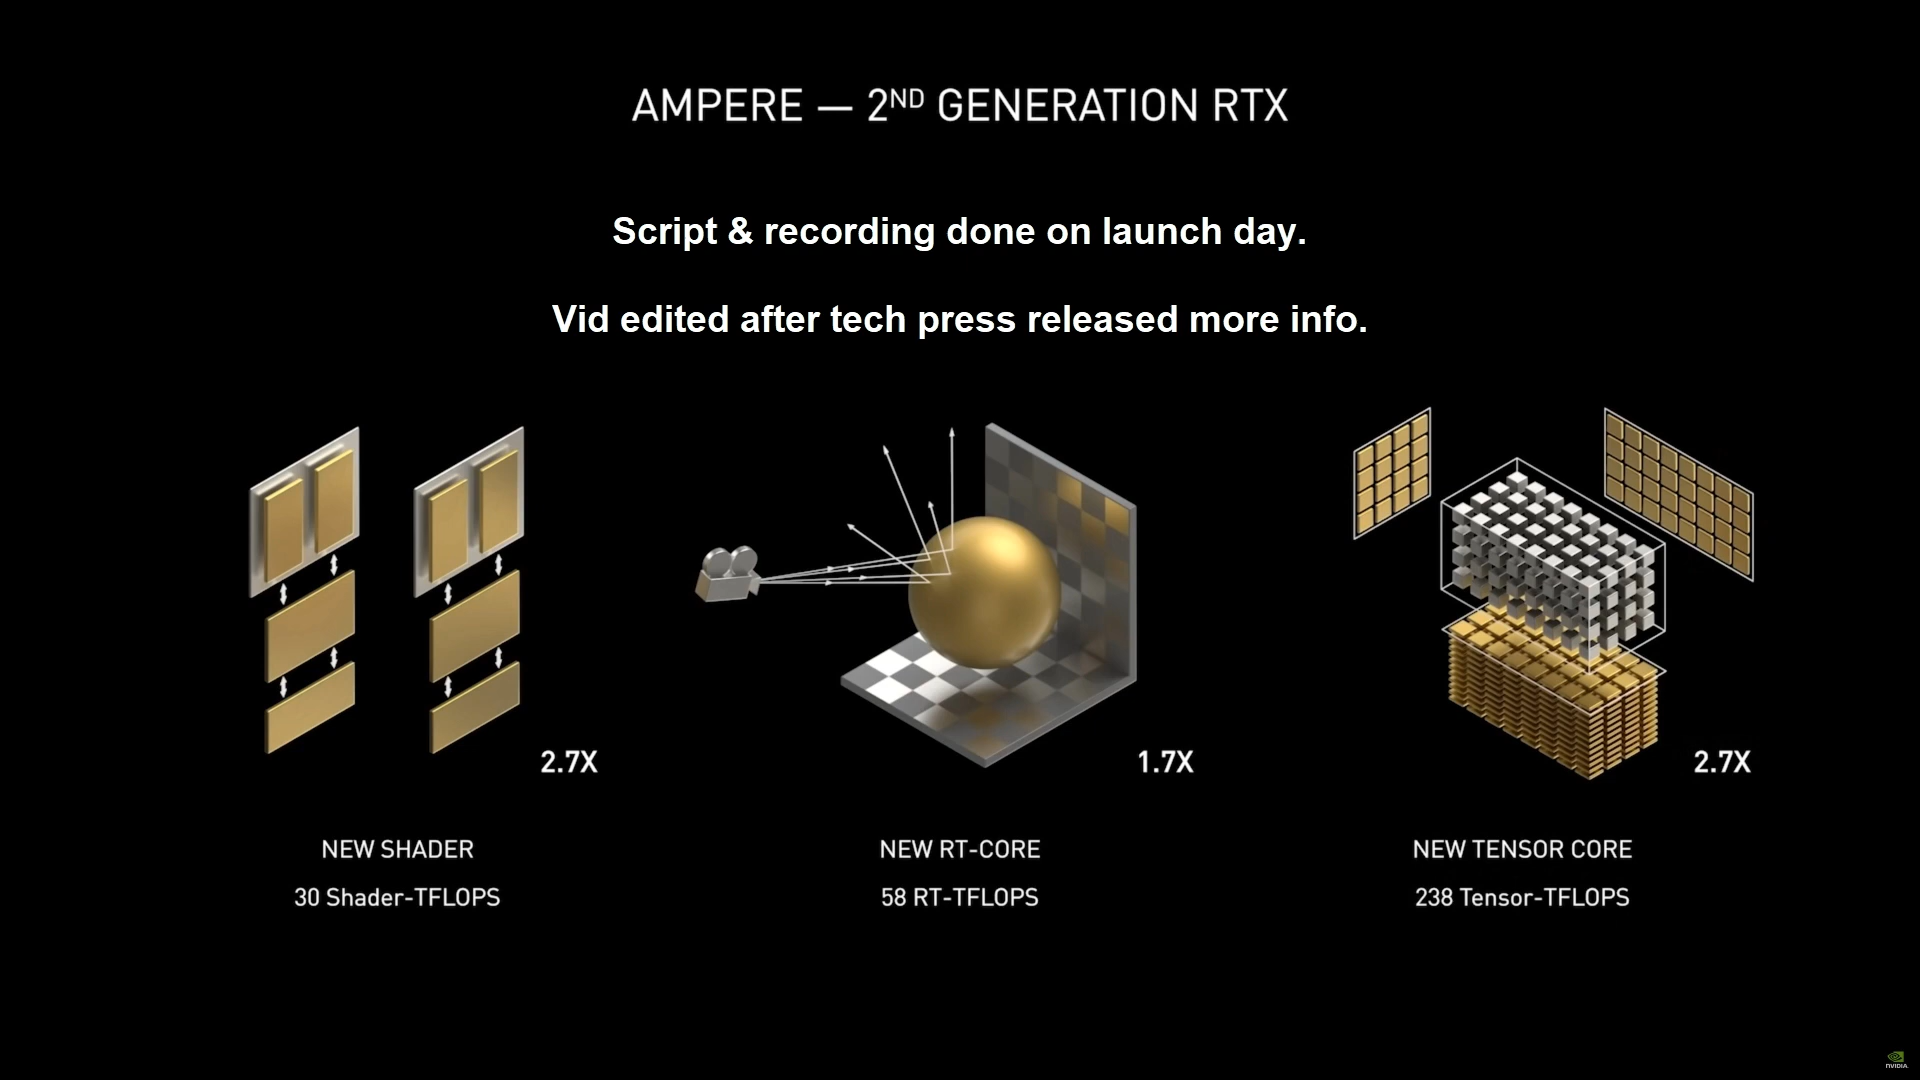 AMPERE — 2ND GENERATION RTX
Script & recording done on launch day.
Vid edited after tech press released more info.
2.7X
1.7X
2.7X
NEW SHADER
NEW RT-CORE
NEW TENSOR CORE
30 Shader-TFLOPS
58 RT-TFLOPS
238 Tensor-TFLOPS
NVIDIA